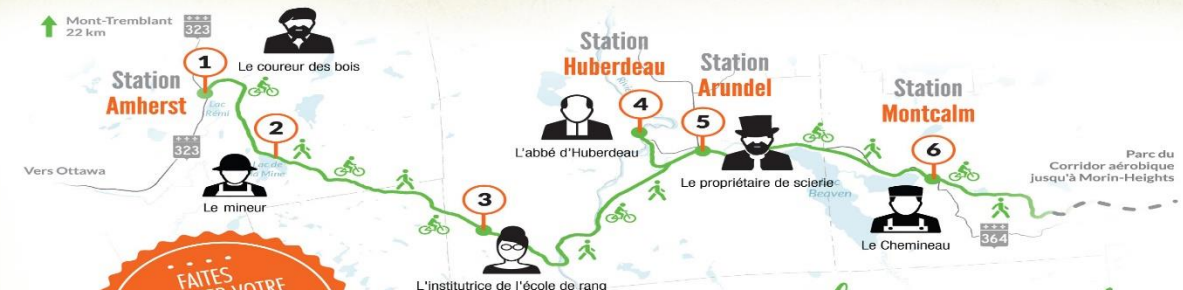 Mont-Tremblant
22 km
323
1
Le coureur des bois
Station
Amherst
Lac
Rémi
2
323
Vers Ottawa
Lac de
la Mine
Le mineur
3
L'institutrice de l'école de rang
Station
Huberdeau
4
L'abbé d'Huberdeau
Station
Arundel
5
Le propriétaire de scierie
Beaven
Station
Montcalm
6
Le Chemineau
364
Parc du
Corridor aérobique
jusqu'à Morin-Heights
FAITES
VOTRE